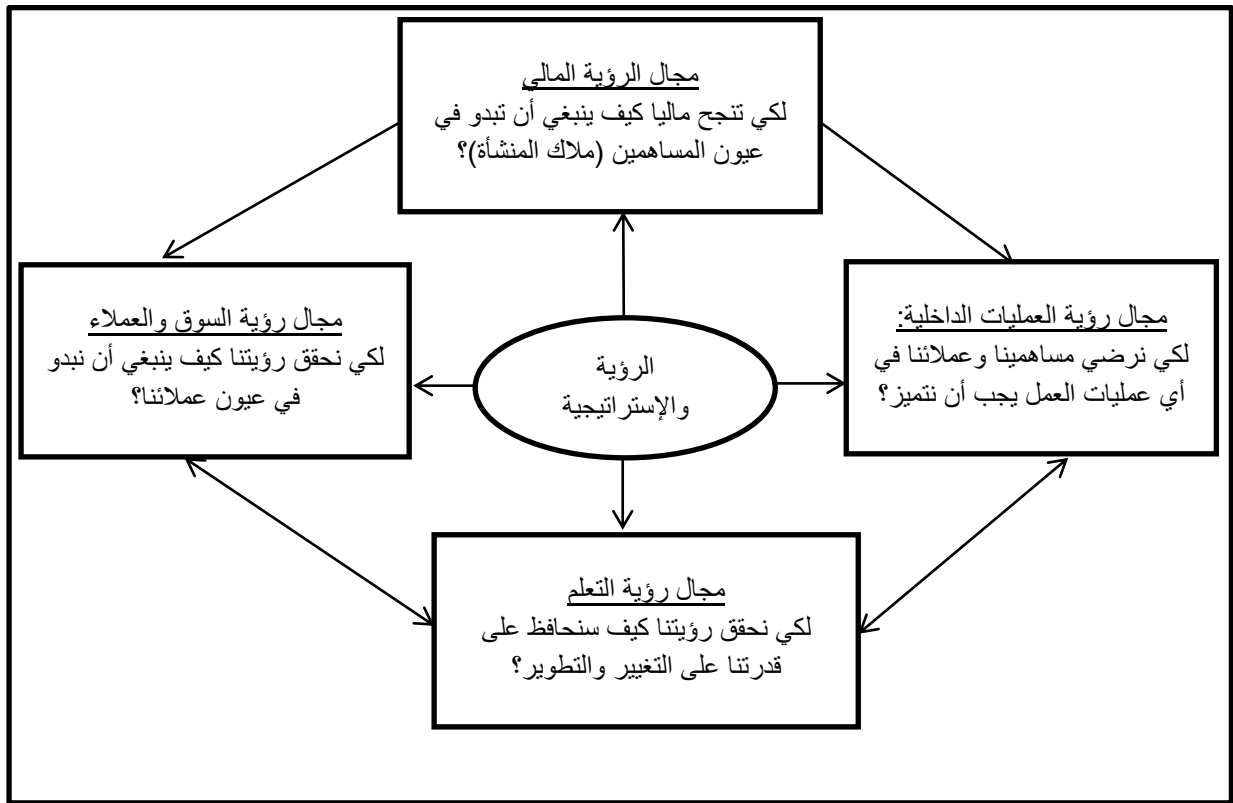 مجال الرؤية المالي
لكي تنجح ماليا كيف ينبغي أن تبدو في
عيون المساهمين (ملاك المنشأة)؟
مجال رؤية العمليات الداخلية:
لكي نرضي مساهمينا وعملائنا في
أي عمليات العمل يجب أن نتميز؟
الرؤية
والإستراتيجية
مجال رؤية السوق والعملاء
لكي نحقق رؤيتنا كيف ينبغي أن نبدو
في عيون عملائنا؟
مجال رؤية التعلم
لكي نحقق رؤيتنا كيف سنحافظ على
قدرتنا على التغيير والتطوير؟